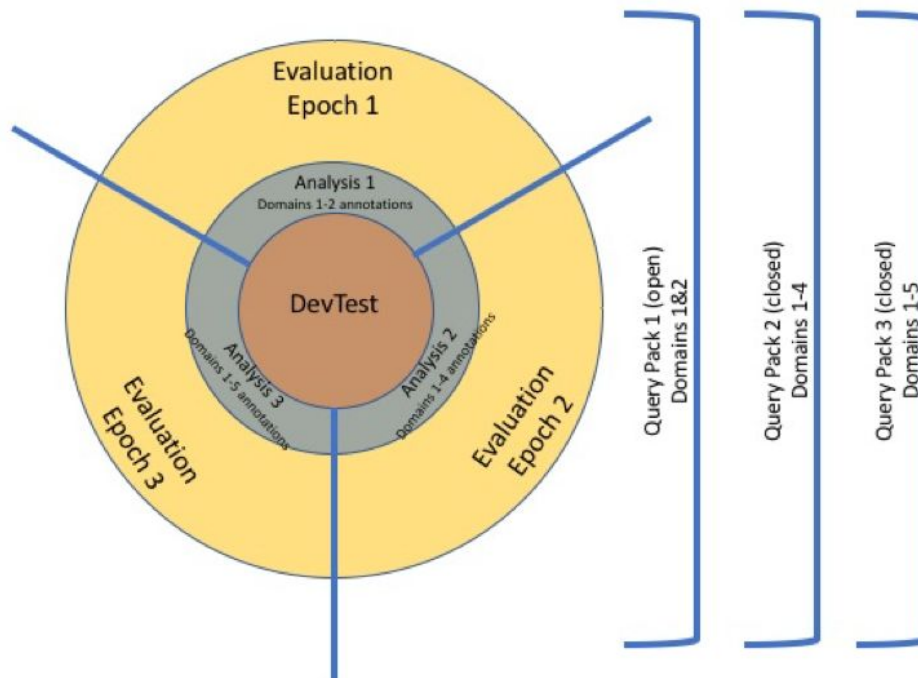 Evaluation
Epoch 1
Analysis 1
Domains 1-2 annotations
DevTest
Analysis 2
Domains 1-4 annotations
Analysis 3
Domains 1-5 annotations
Evaluation
Epoch 2
Evaluation
Epoch 3
Query Pack 1 (open)
Domains 1&2
Query Pack 2 (closed)
Domains 1-4
Query Pack 3 (closed)
Domains 1-5